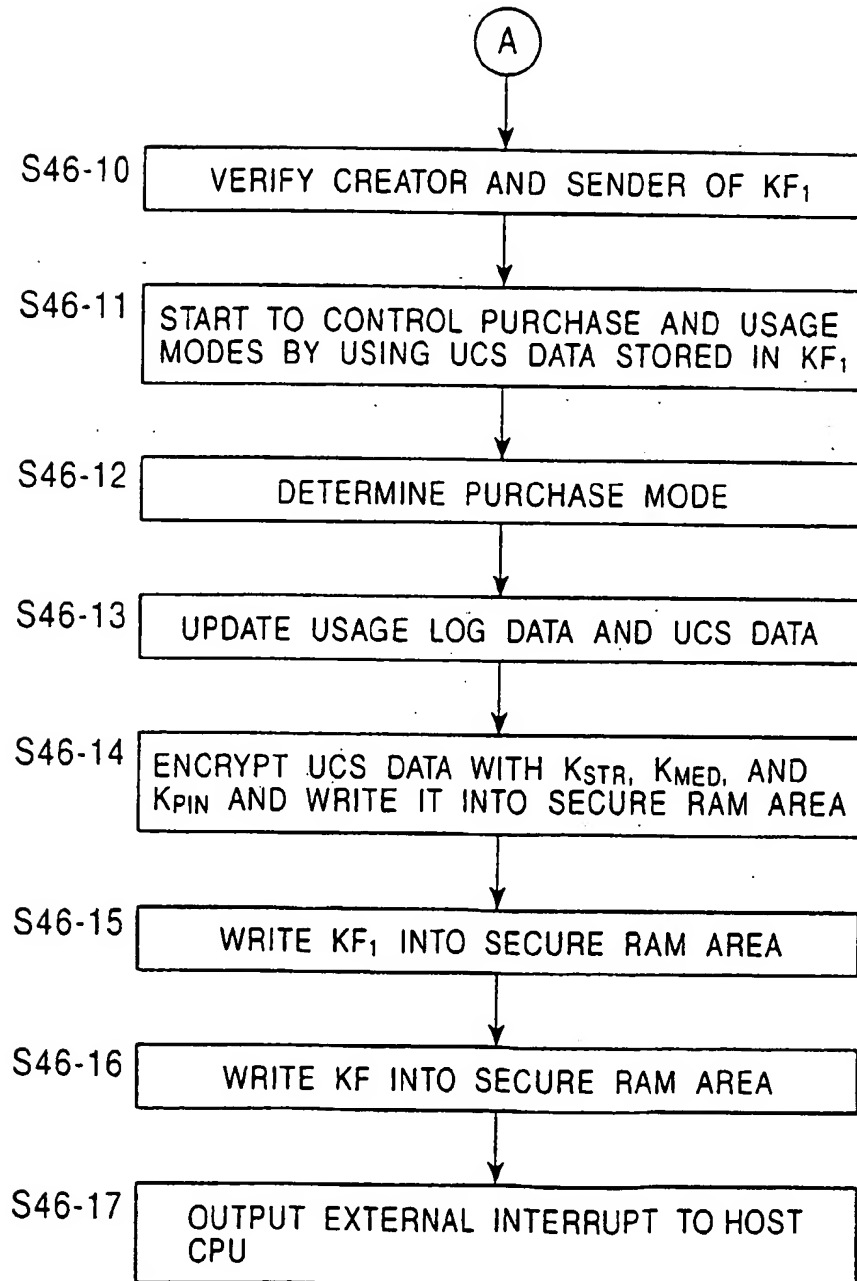 A
S46-10
VERIFY CREATOR AND SENDER OF KF₁
S46-11
START TO CONTROL PURCHASE AND USAGE
MODES BY USING UCS DATA STORED IN KF₁
S46-12
DETERMINE PURCHASE MODE
S46-13
UPDATE USAGE LOG DATA AND UCS DATA
S46-14
ENCRYPT UCS DATA WITH KSTR, KMED, AND
KPIN AND WRITE IT INTO SECURE RAM AREA
S46-15
WRITE KF₁ INTO SECURE RAM AREA
S46-16
WRITE KF INTO SECURE RAM AREA
S46-17
OUTPUT EXTERNAL INTERRUPT TO HOST
CPU